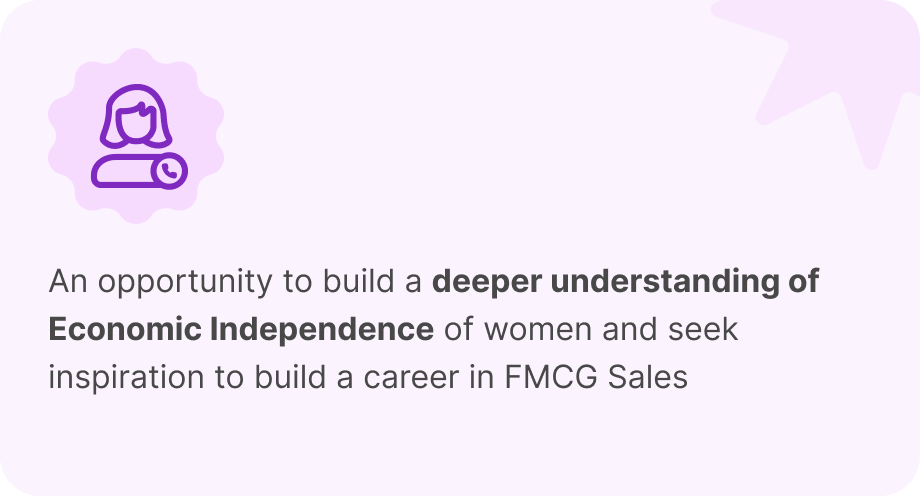 An opportunity to build a deeper understanding of
Economic Independence of women and seek
inspiration to build a career in FMCG Sales